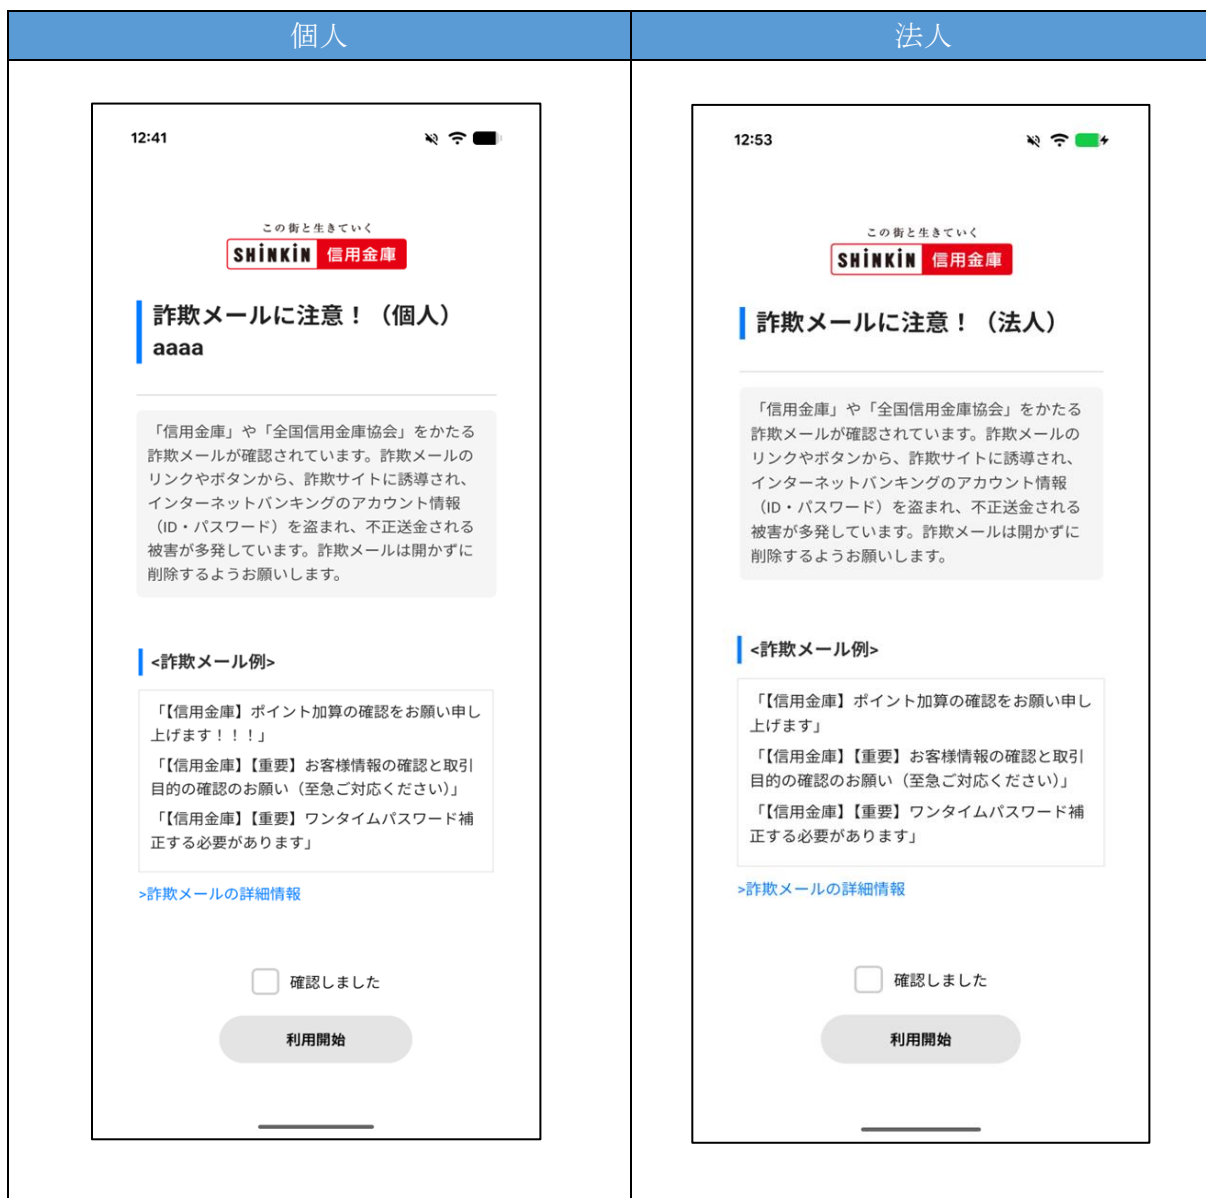 個人
12:41
この街と生きていく
SHINKIN 信用金庫
詐欺メールに注意！（個人）
aaaa
「信用金庫」や「全国信用金庫協会」をかたる
詐欺メールが確認されています。詐欺メールの
リンクやボタンから、詐欺サイトに誘導され、
インターネットバンキングのアカウント情報
（ID・パスワード）を盗まれ、不正送金される
被害が多発しています。詐欺メールは開かずに
削除するようお願いします。
<詐欺メール例>
「【信用金庫】ポイント加算の確認をお願い申し
上げます！！！」
「【信用金庫】【重要】お客様情報の確認と取引
目的の確認のお願い（至急ご対応ください）」
「【信用金庫】【重要】ワンタイムパスワード補
正する必要があります」
>詐欺メールの詳細情報
確認しました
利用開始
法人
12:53
この街と生きていく
SHINKIN 信用金庫
詐欺メールに注意！（法人）
「信用金庫」や「全国信用金庫協会」をかたる
詐欺メールが確認されています。詐欺メールの
リンクやボタンから、詐欺サイトに誘導され、
インターネットバンキングのアカウント情報
（ID・パスワード）を盗まれ、不正送金される
被害が多発しています。詐欺メールは開かずに
削除するようお願いします。
<詐欺メール例>
「【信用金庫】ポイント加算の確認をお願い申し
上げます」
「【信用金庫】【重要】お客様情報の確認と取引
目的の確認のお願い（至急ご対応ください）」
「【信用金庫】【重要】ワンタイムパスワード補
正する必要があります」
>詐欺メールの詳細情報
確認しました
利用開始